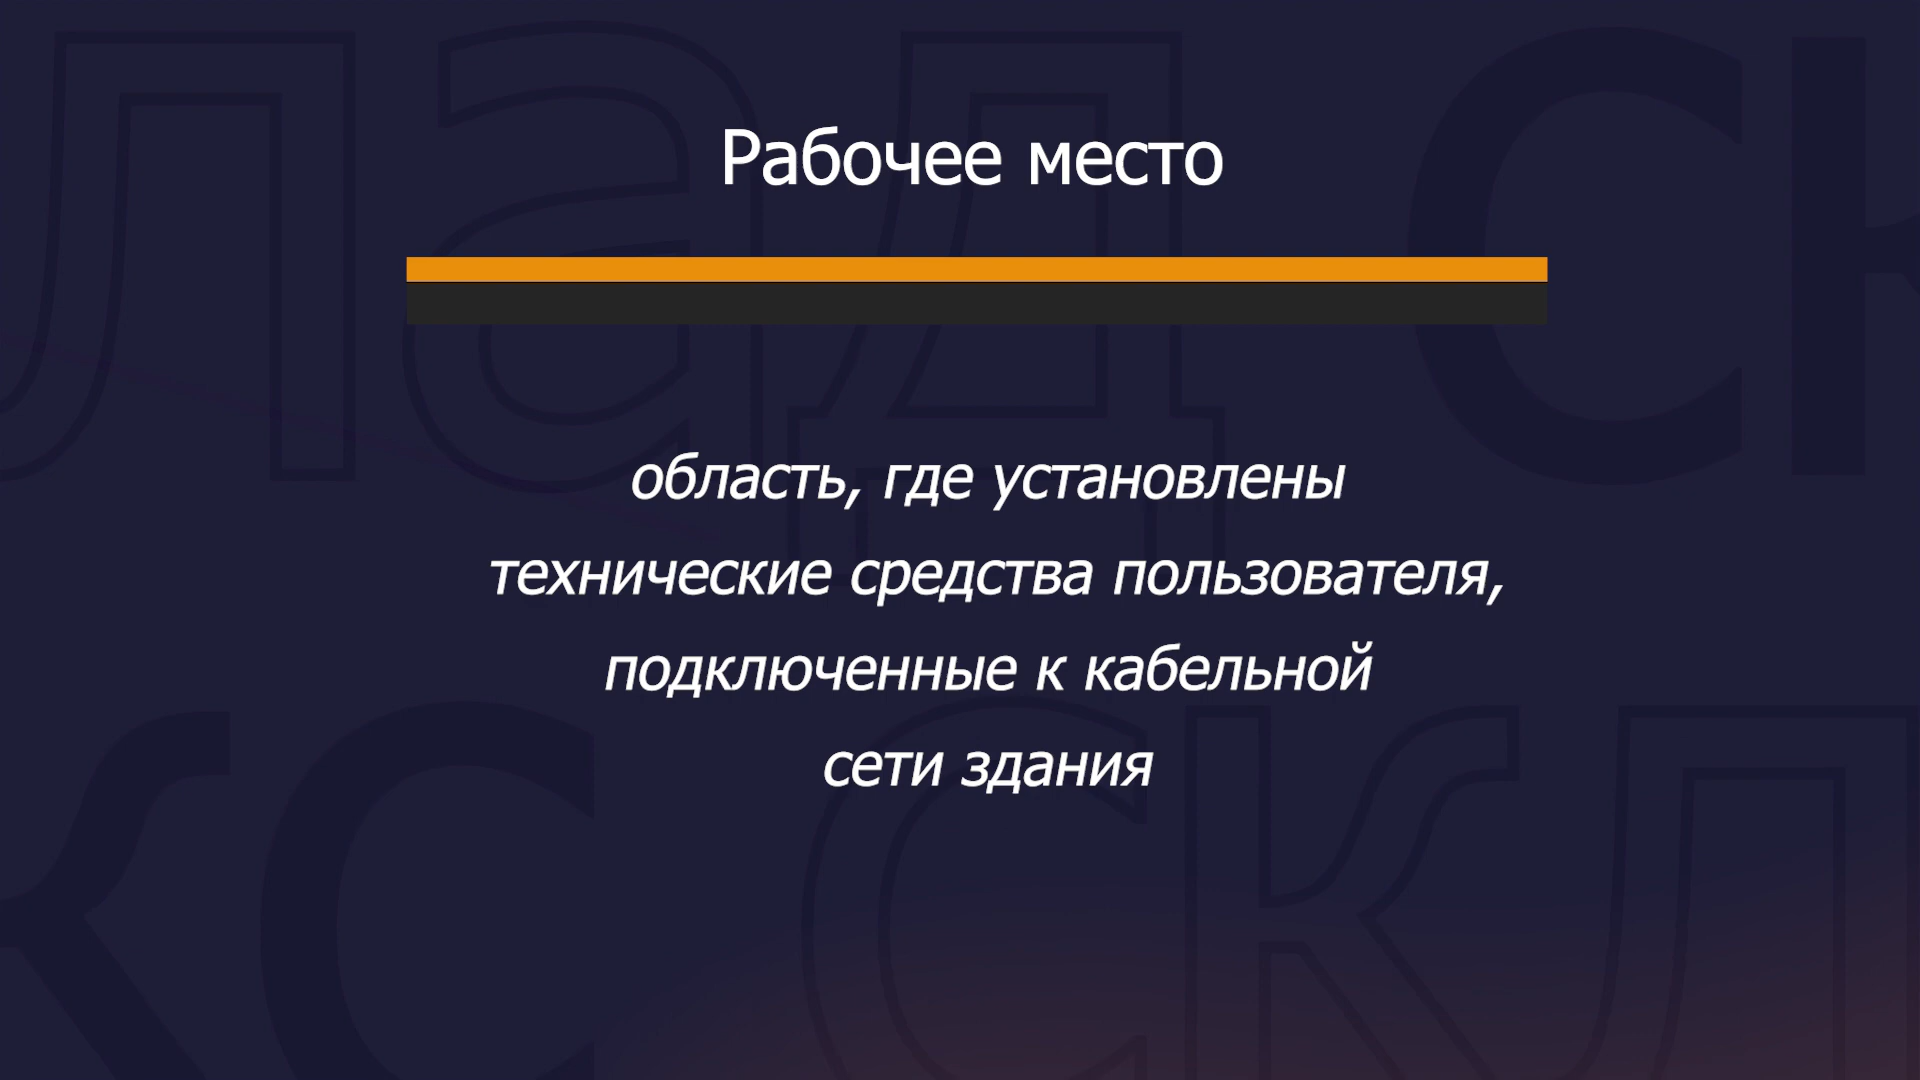 Рабочее место
область, где установлены
технические средства пользователя,
подключенные к кабельной
сети здания